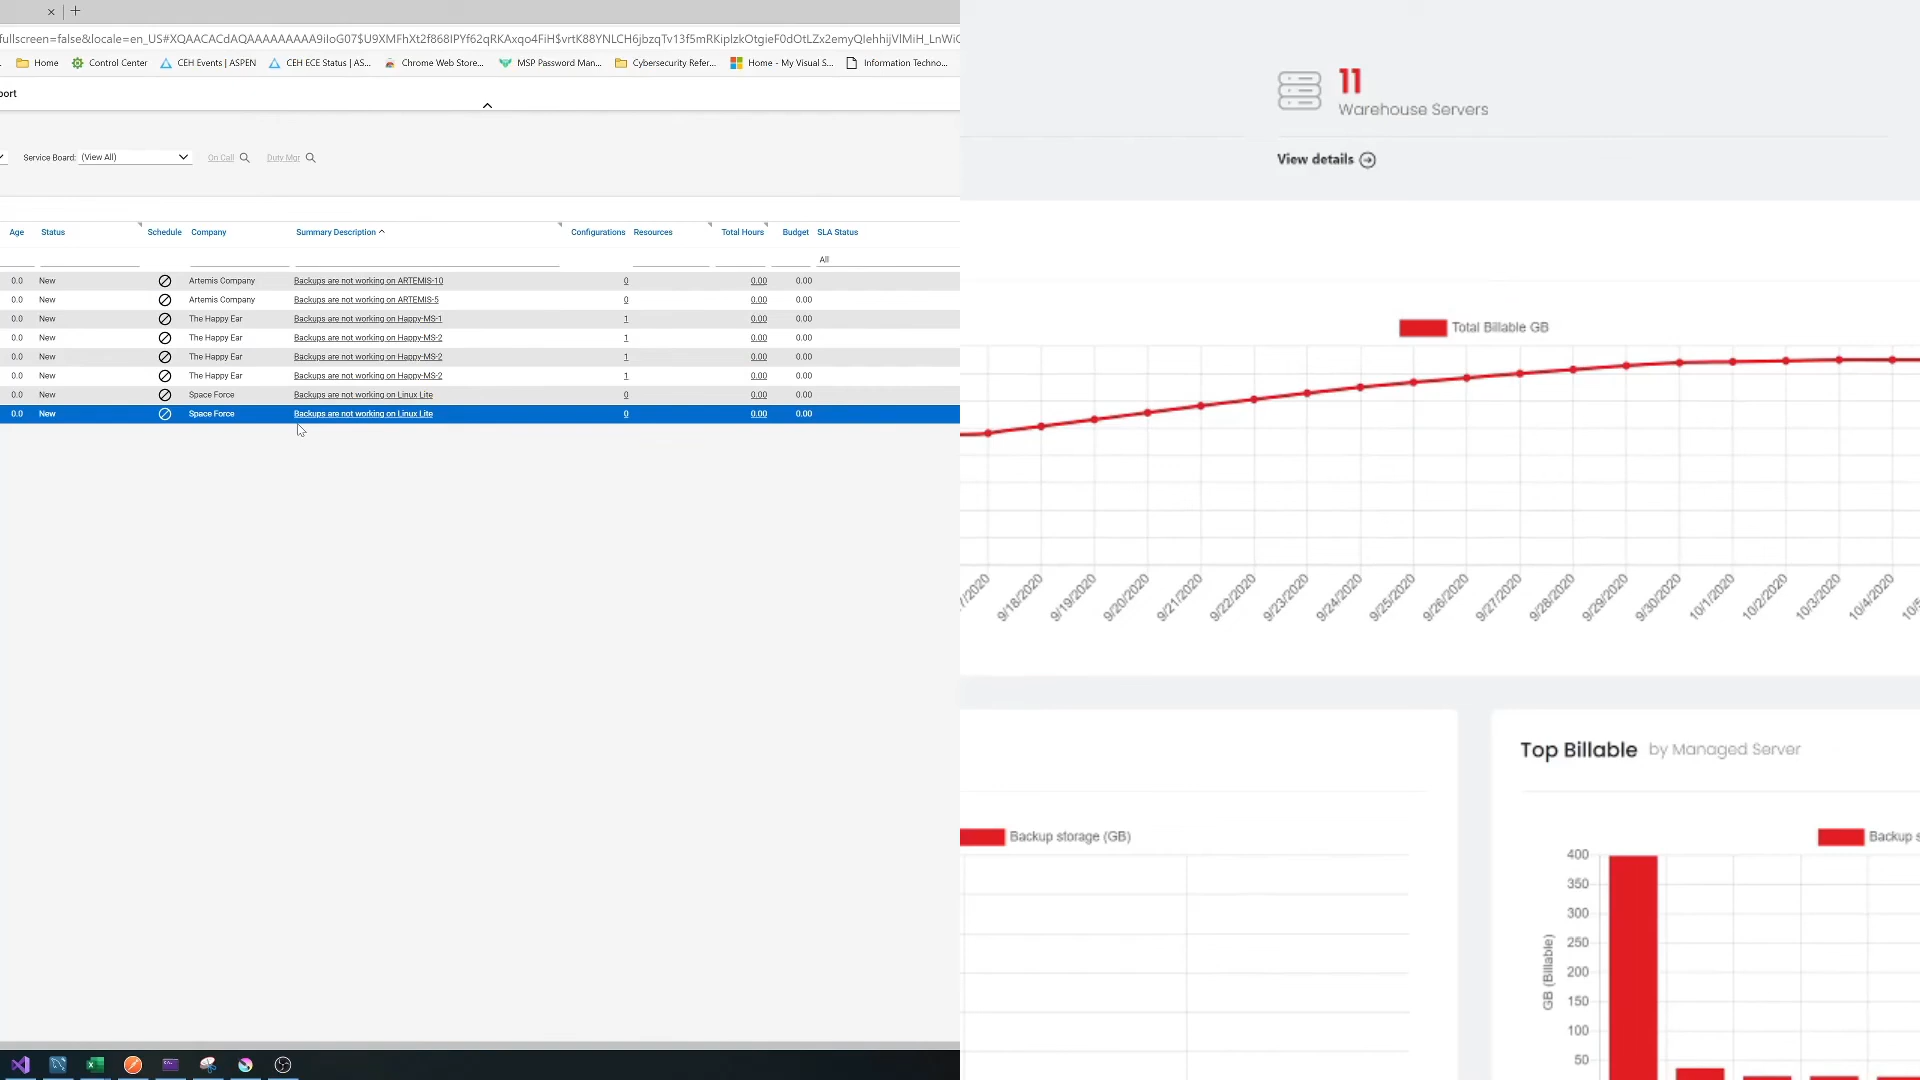 fullscreen=false&locale=en_US#XQAACACdAQAAAAAAAAA9iIoG07$U9XMFhXt2f868IPYf62qRKAxqo4FiH$vrtK88YNLCH6jbzqTv13f5mRKiplzkOtgieF0dOtLZx2emyQIehhijVlMiH_LnWiC
Home Control Center CEH Events | ASPEN CEH ECE Status | AS... Chrome Web Store... MSP Password Man... Cybersecurity Refer... Home - My Visual S... Information Techno...
port
Service Board: (View All) On Call Duty Mgr
Age Status Schedule Company Summary Description Configurations Resources Total Hours Budget SLA Status
All
0.0 New Artemis Company Backups are not working on ARTEMIS-10 0 0.00 0.00
0.0 New Artemis Company Backups are not working on ARTEMIS-5 0 0.00 0.00
0.0 New The Happy Ear Backups are not working on Happy-MS-1 1 0.00 0.00
0.0 New The Happy Ear Backups are not working on Happy-MS-2 1 0.00 0.00
0.0 New The Happy Ear Backups are not working on Happy-MS-2 1 0.00 0.00
0.0 New The Happy Ear Backups are not working on Happy-MS-2 1 0.00 0.00
0.0 New Space Force Backups are not working on Linux Lite 0 0.00 0.00
0.0 New Space Force Backups are not working on Linux Lite 0 0.00 0.00
11
Warehouse Servers
View details
Total Billable GB
7/2020 9/18/2020 9/19/2020 9/20/2020 9/21/2020 9/22/2020 9/23/2020 9/24/2020 9/25/2020 9/26/2020 9/27/2020 9/28/2020 9/29/2020 9/30/2020 10/1/2020 10/2/2020 10/3/2020 10/4/2020 10/5
Backup storage (GB)
Top Billable by Managed Server
Backup s
GB (Billable)
400
350
300
250
200
150
100
50